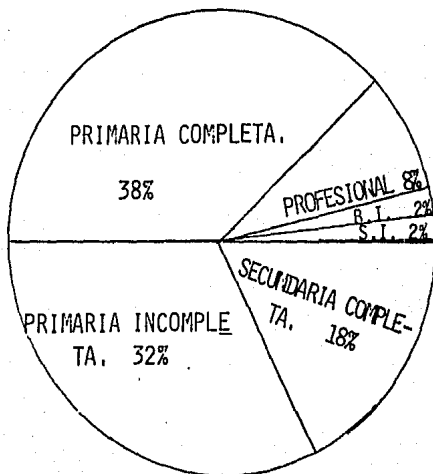 PRIMARIA COMPLETA.
38%
PROFESIONAL 8%
B.I. 2%
S.I. 2%
SECUNDARIA COMPLE-
TA. 18%
PRIMARIA INCOMPLE
TA. 32%